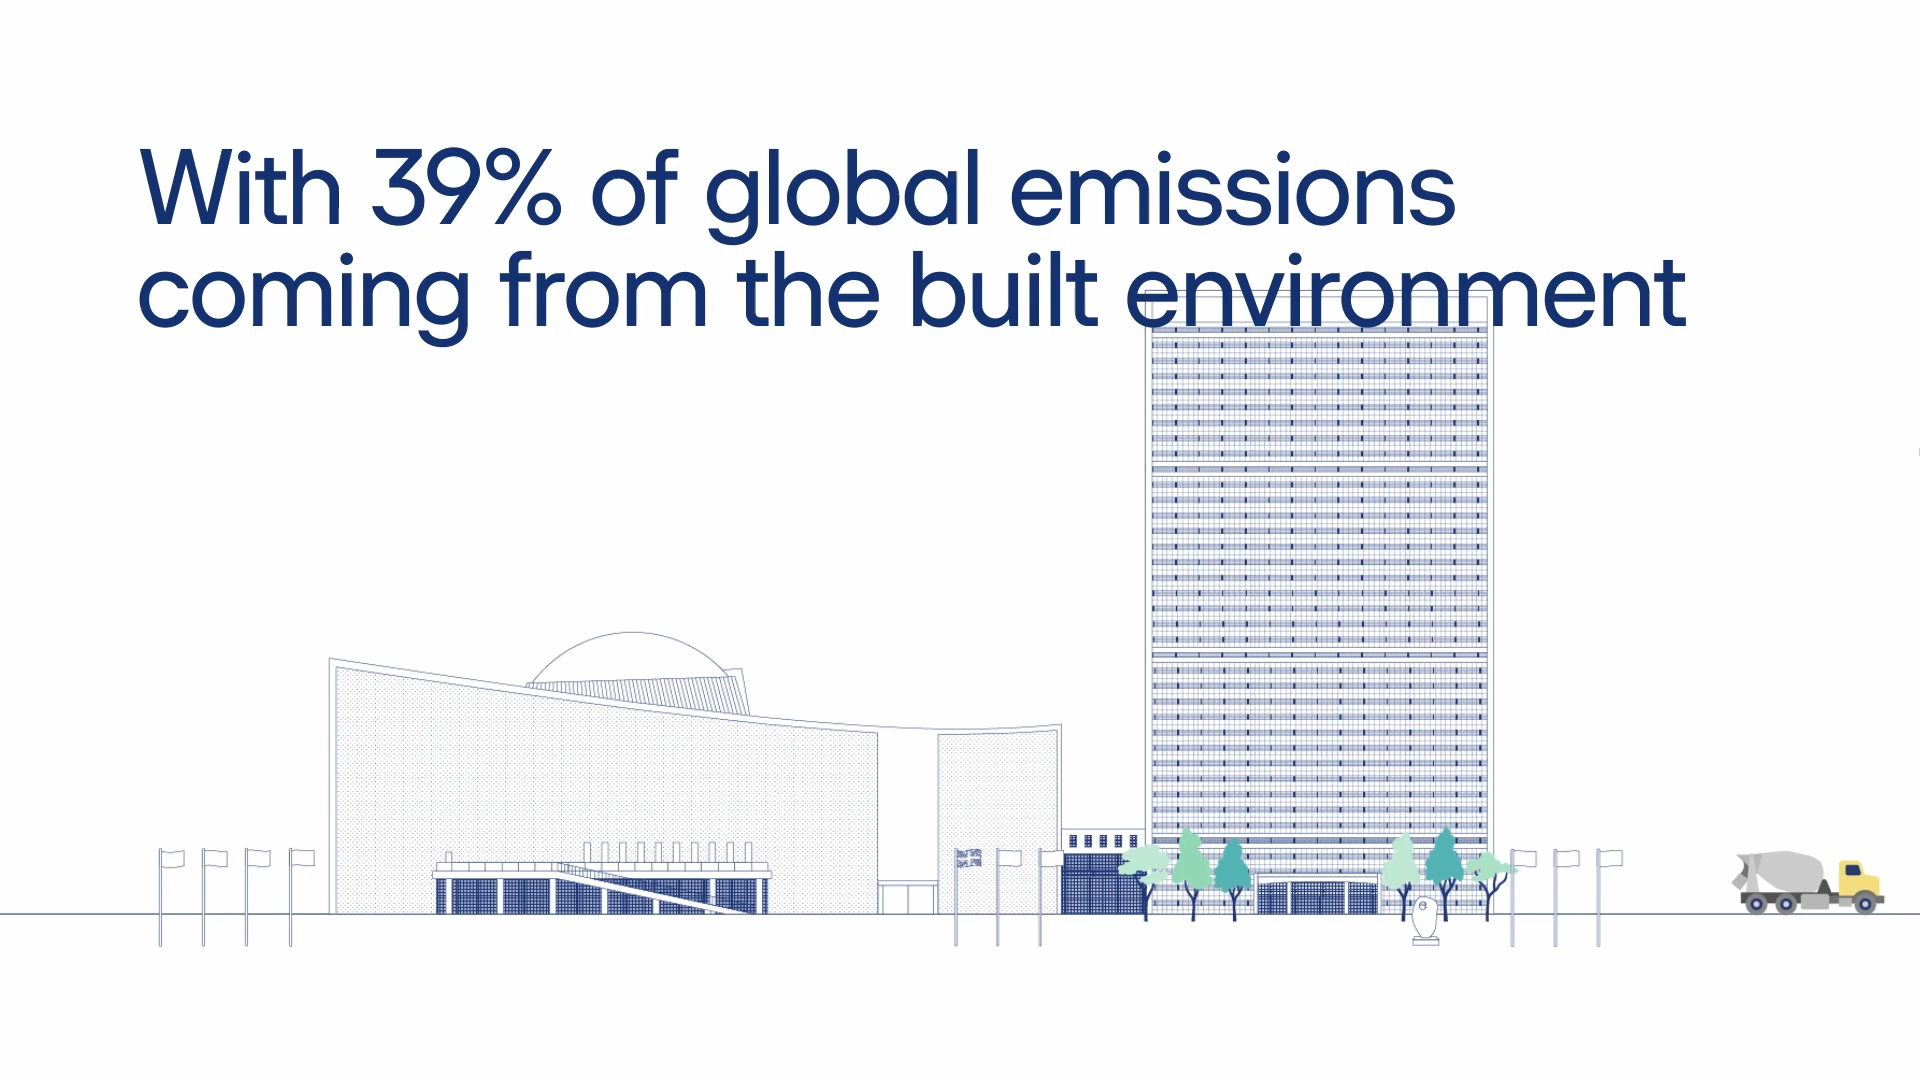 With 39% of global emissions
coming from the built environment